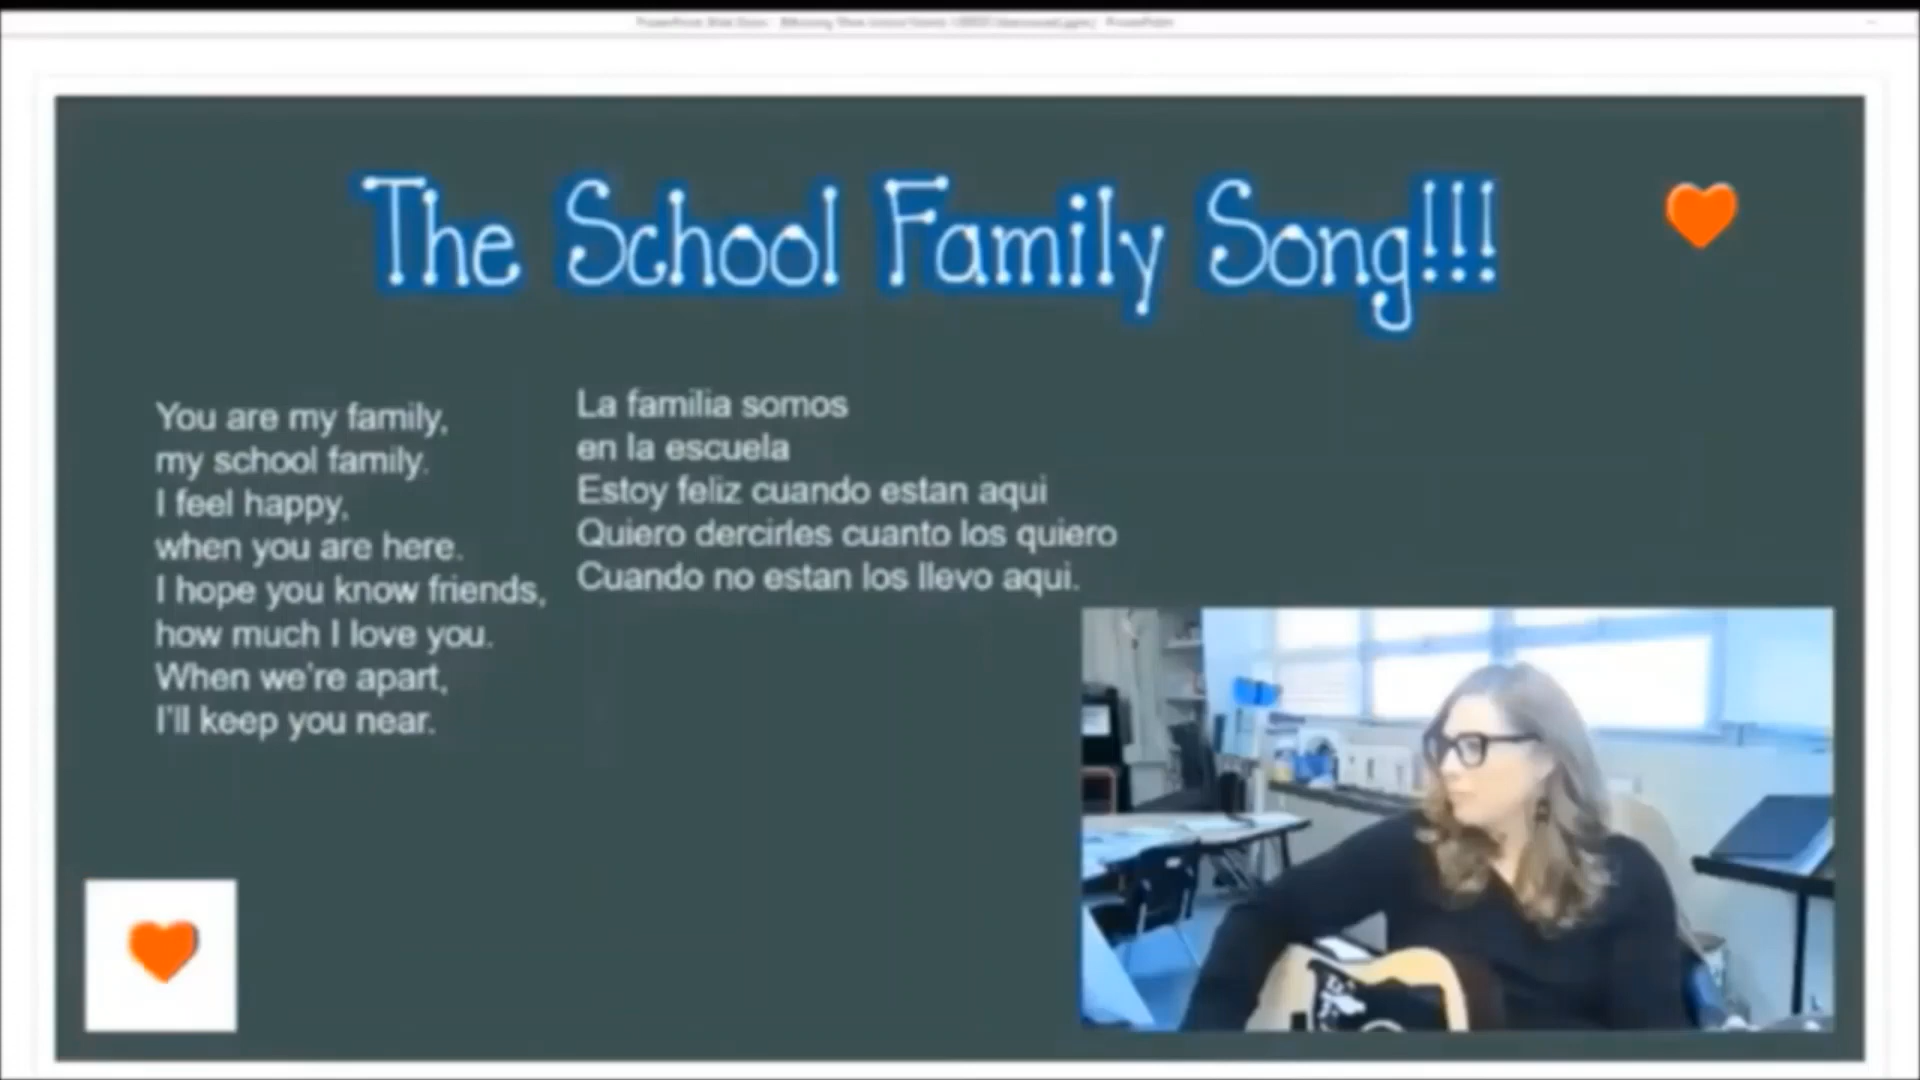 The School Family Song!!!
You are my family,
my school family.
I feel happy,
when you are here.
I hope you know friends,
how much I love you.
When we're apart,
I'll keep you near.
La familia somos
en la escuela
Estoy feliz cuando estan aqui
Quiero dercirles cuanto los quiero
Cuando no estan los llevo aqui.